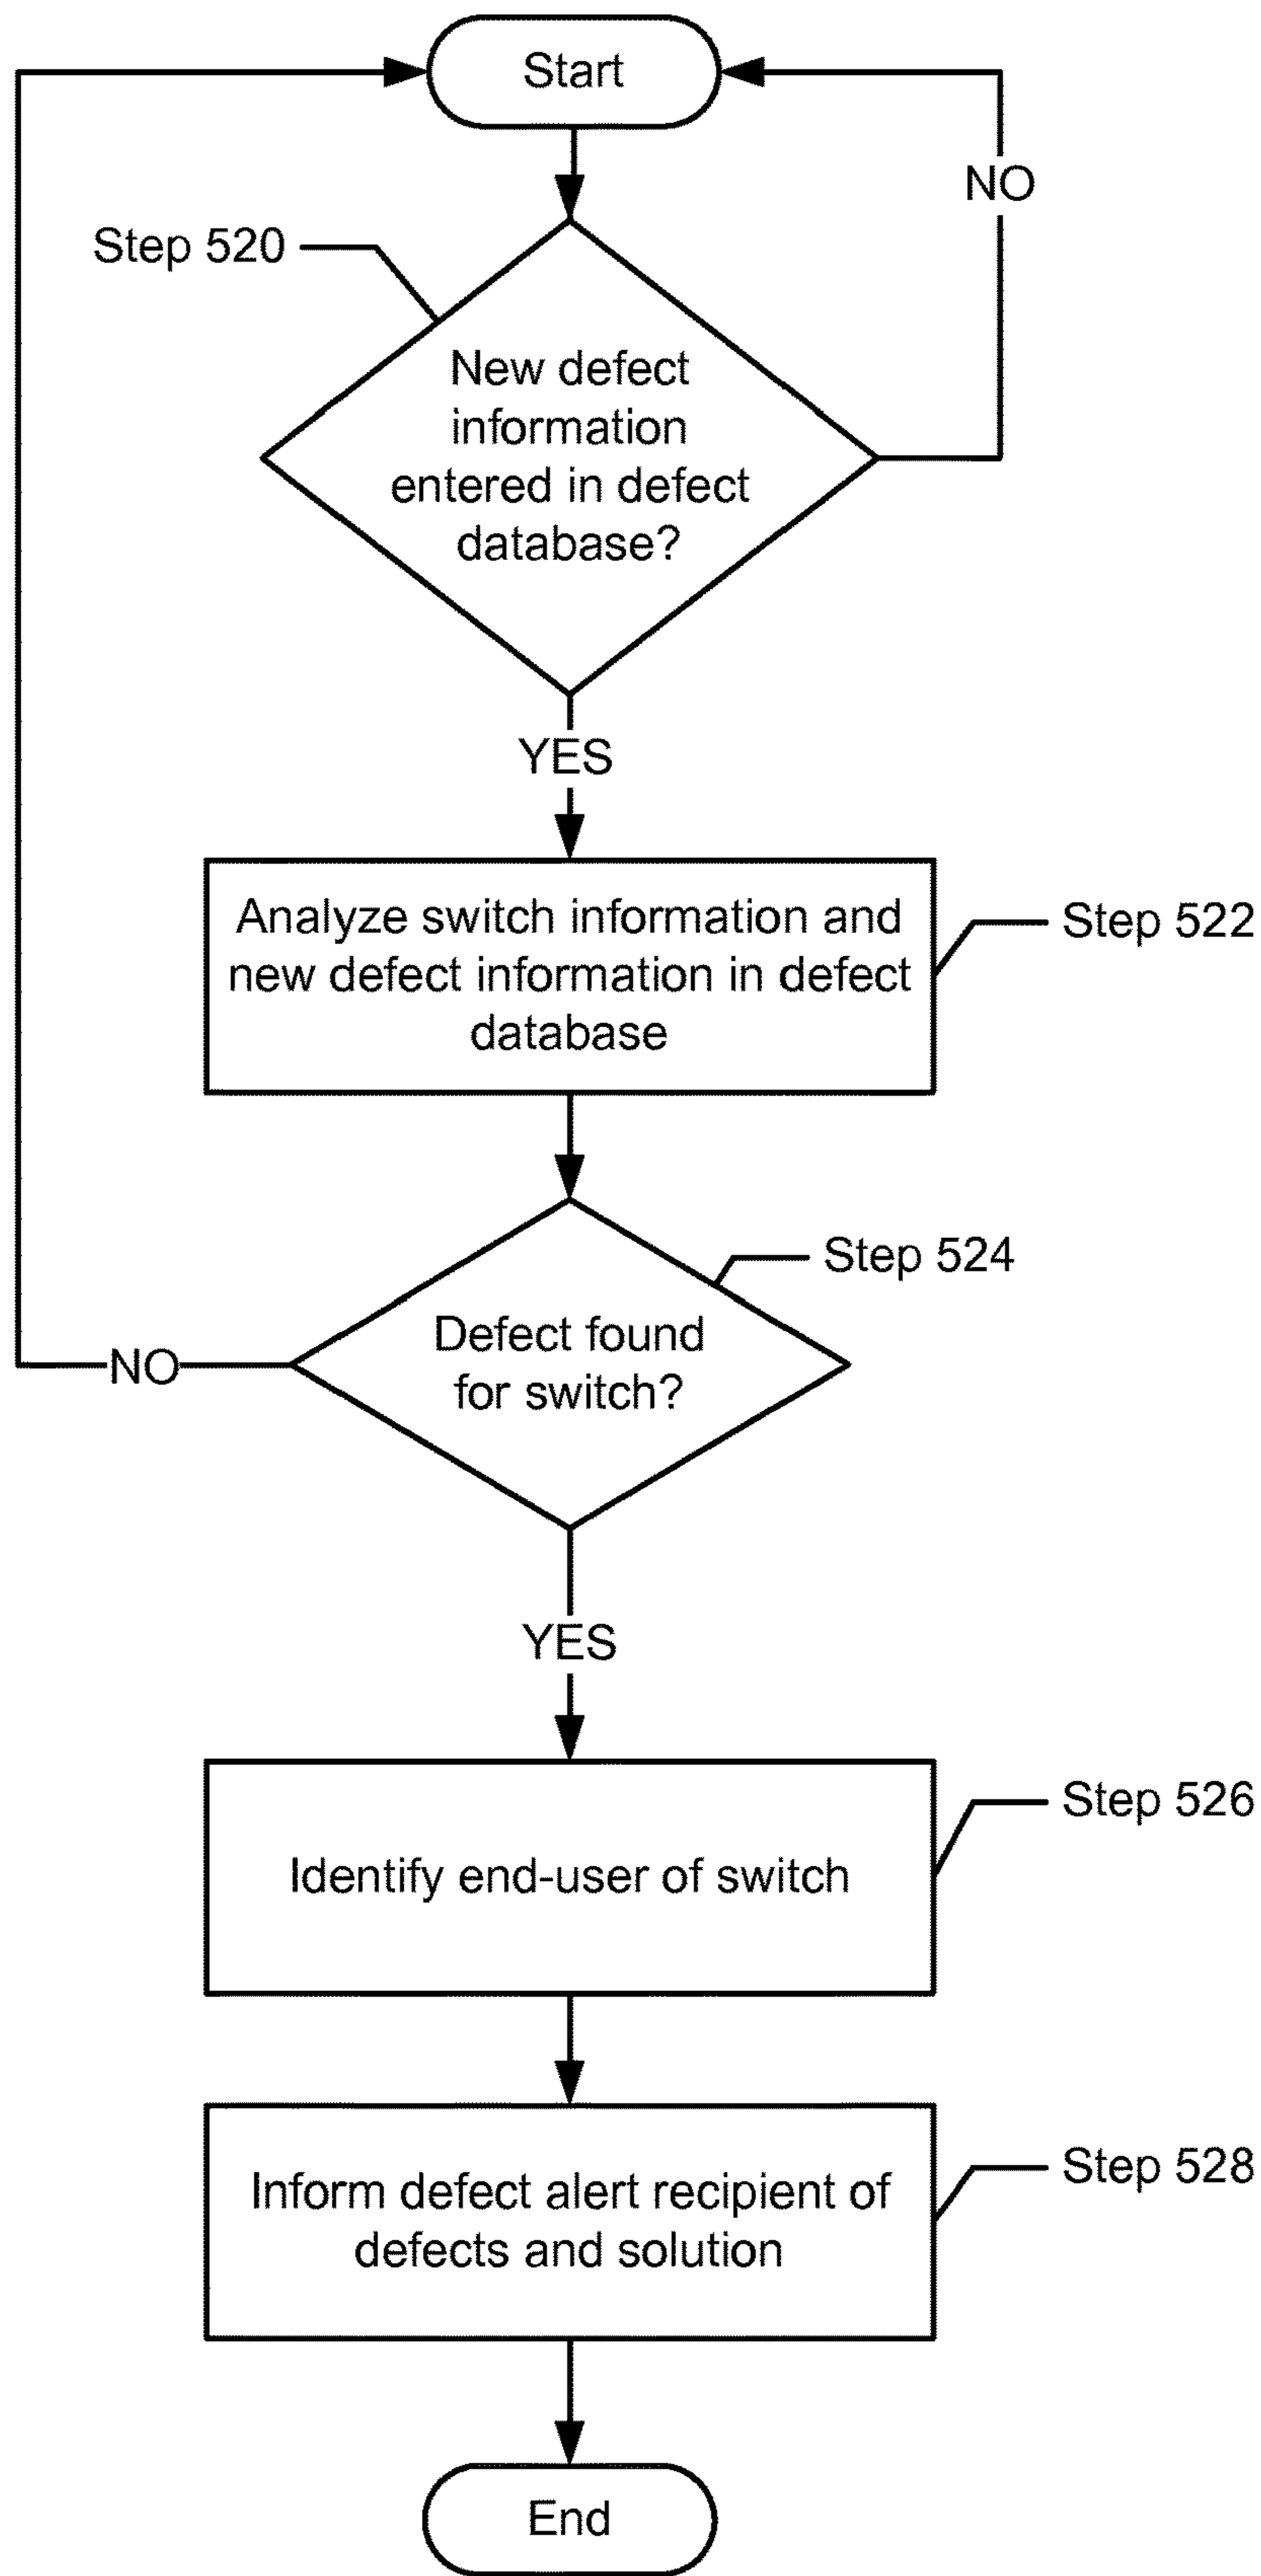 Start
NO
Step 520
New defect
information
entered in defect
database?
YES
Analyze switch information and
new defect information in defect
database
Step 522
Step 524
Defect found
for switch?
NO
YES
Step 526
Identify end-user of switch
Step 528
Inform defect alert recipient of
defects and solution
End